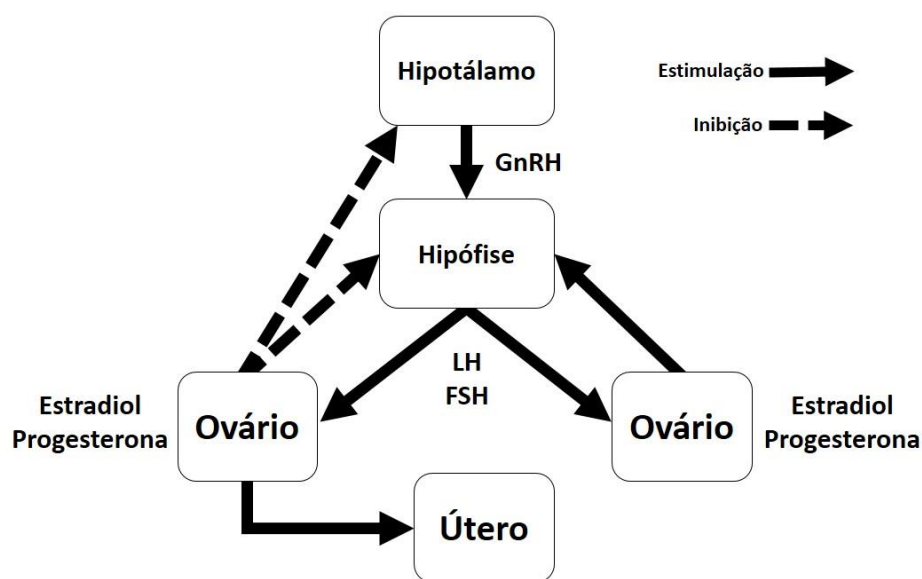 Hipotálamo
Estimulação
Inibição
GnRH
Hipófise
LH
FSH
Estradiol
Progesterona
Ovário
Ovário
Estradiol
Progesterona
Útero